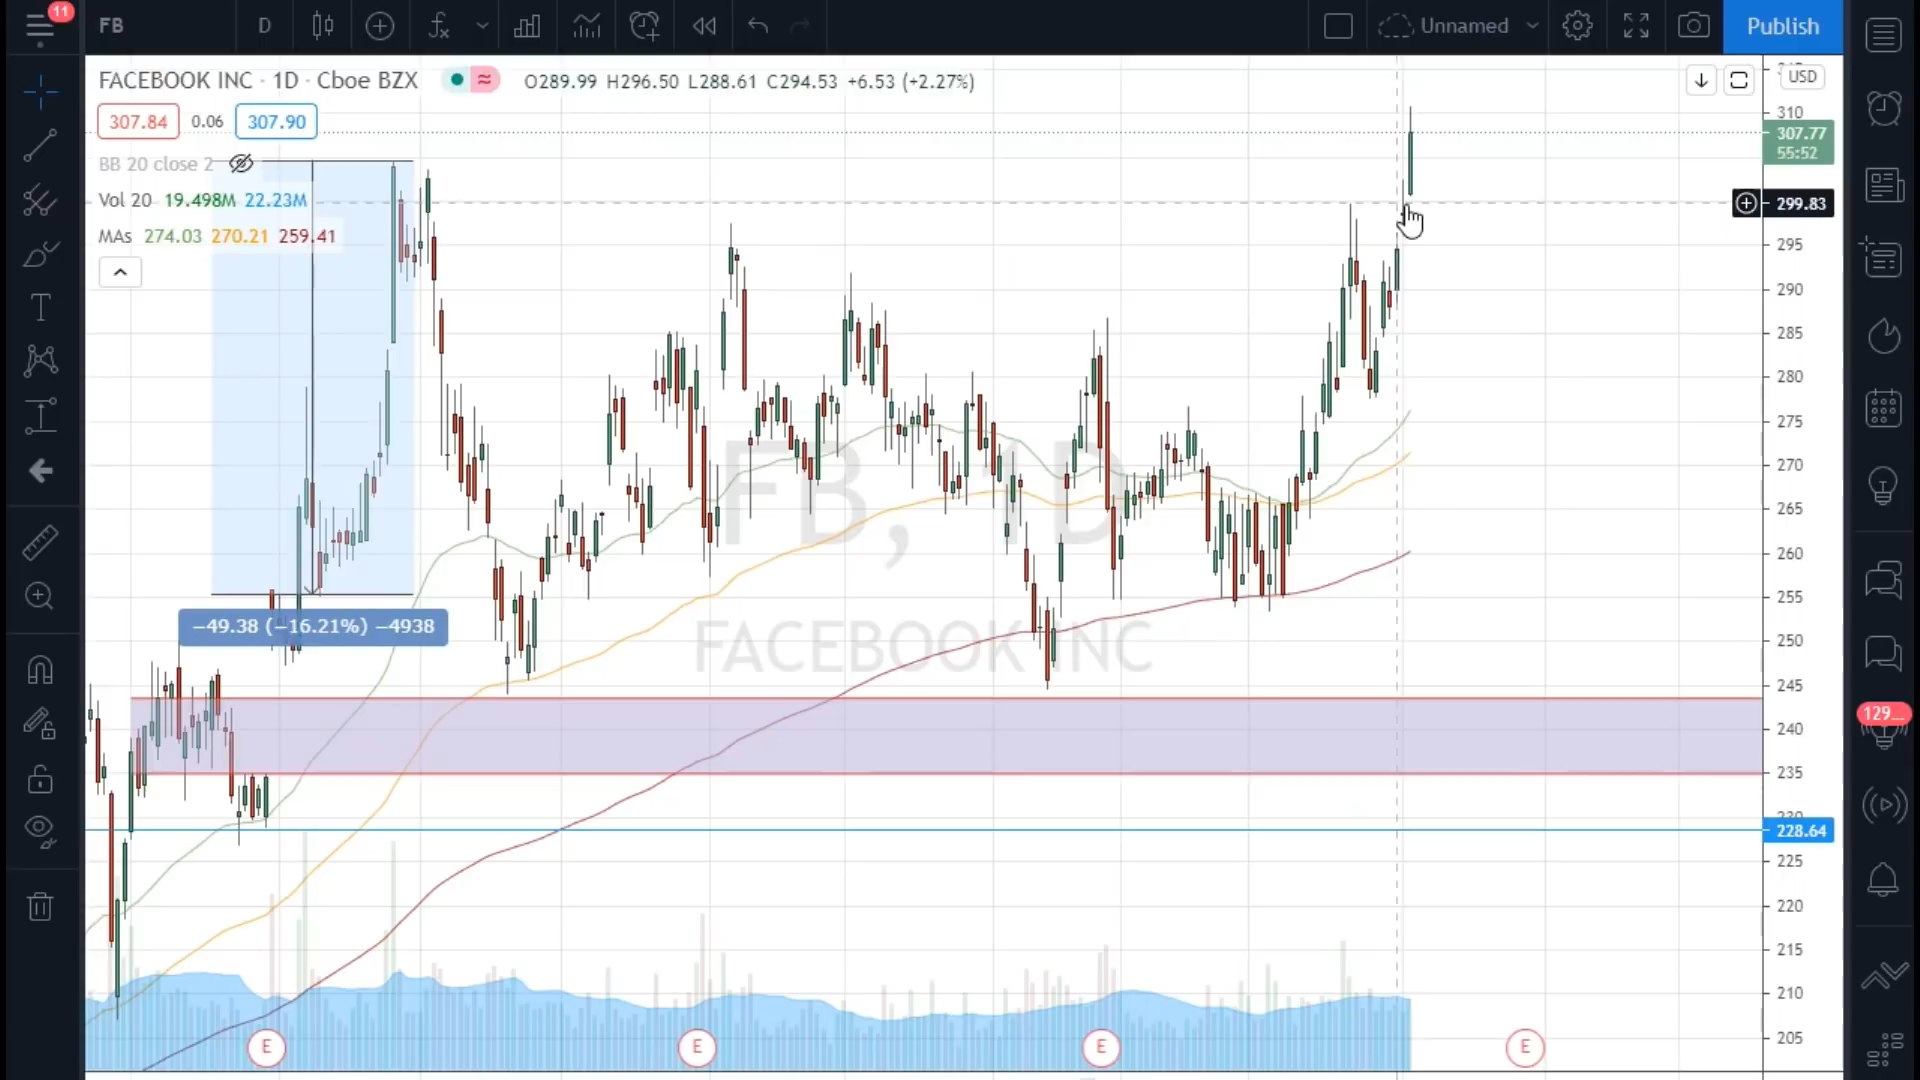 11
FB
D
Unnamed
Publish
FACEBOOK INC · 1D · Cboe BZX
O289.99 H296.50 L288.61 C294.53 +6.53 (+2.27%)
USD
307.84 0.06 307.90
310
307.77
55:52
BB 20 close 2
Vol 20 19.498M 22.23M
299.83
MAs 274.03 270.21 259.41
295
290
285
280
275
270
265
260
255
250
245
240
235
228.64
225
220
215
210
205
−49.38 (−16.21%) −4938
FB, 1D
FACEBOOK INC
129...
E
E
E
E